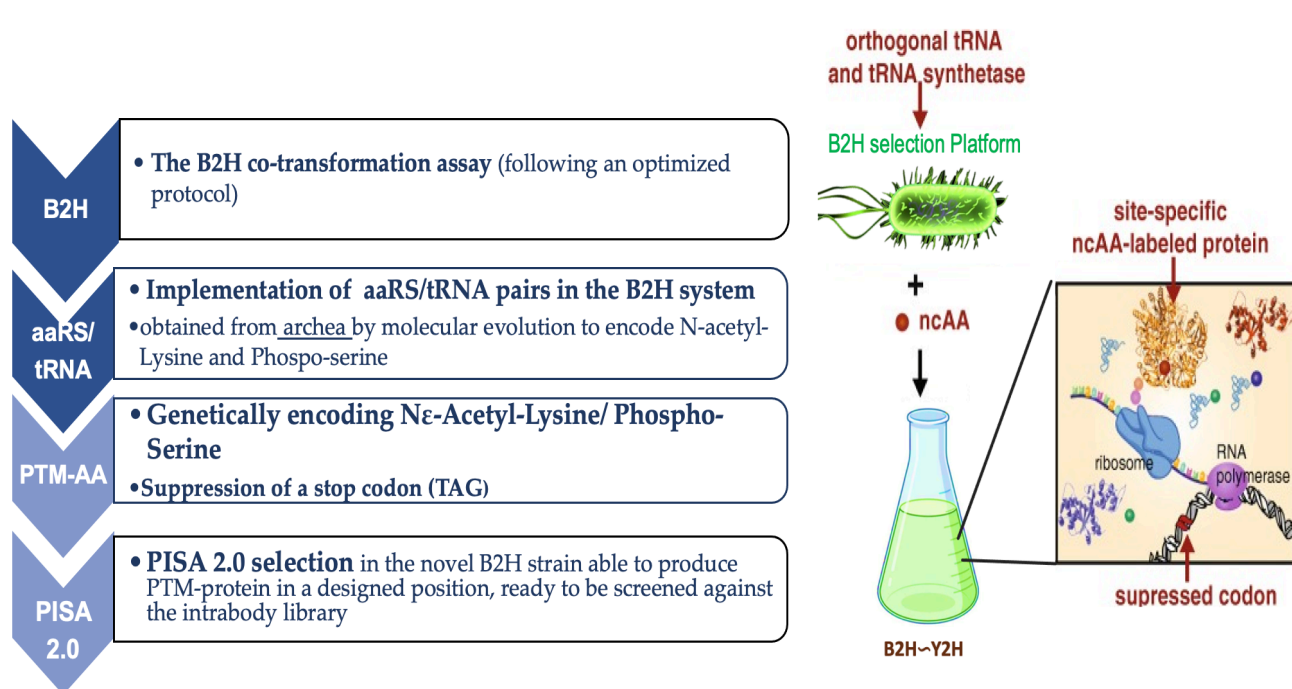 B2H
• The B2H co-transformation assay (following an optimized
protocol)
aaRS/
tRNA
• Implementation of aaRS/tRNA pairs in the B2H system
•obtained from archea by molecular evolution to encode N-acetyl-
Lysine and Phospo-serine
PTM-AA
• Genetically encoding Nε-Acetyl-Lysine/ Phospho-
Serine
•Suppression of a stop codon (TAG)
PISA
2.0
• PISA 2.0 selection in the novel B2H strain able to produce
PTM-protein in a designed position, ready to be screened against
the intrabody library
orthogonal tRNA
and tRNA synthetase
B2H selection Platform
+
ncAA
B2H~Y2H
site-specific
ncAA-labeled protein
ribosome
RNA
polymerase
supressed codon